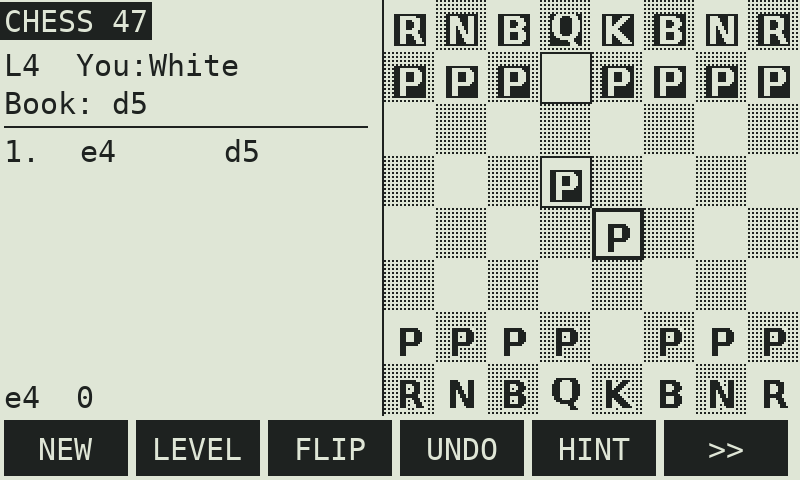 CHESS 47
L4 You:White
Book: d5
1. e4 d5
e4 0
R N B Q K B N R
P P P P P P P
P
P
P P P P P P P
R N B Q K B N R
NEW LEVEL FLIP UNDO HINT >>